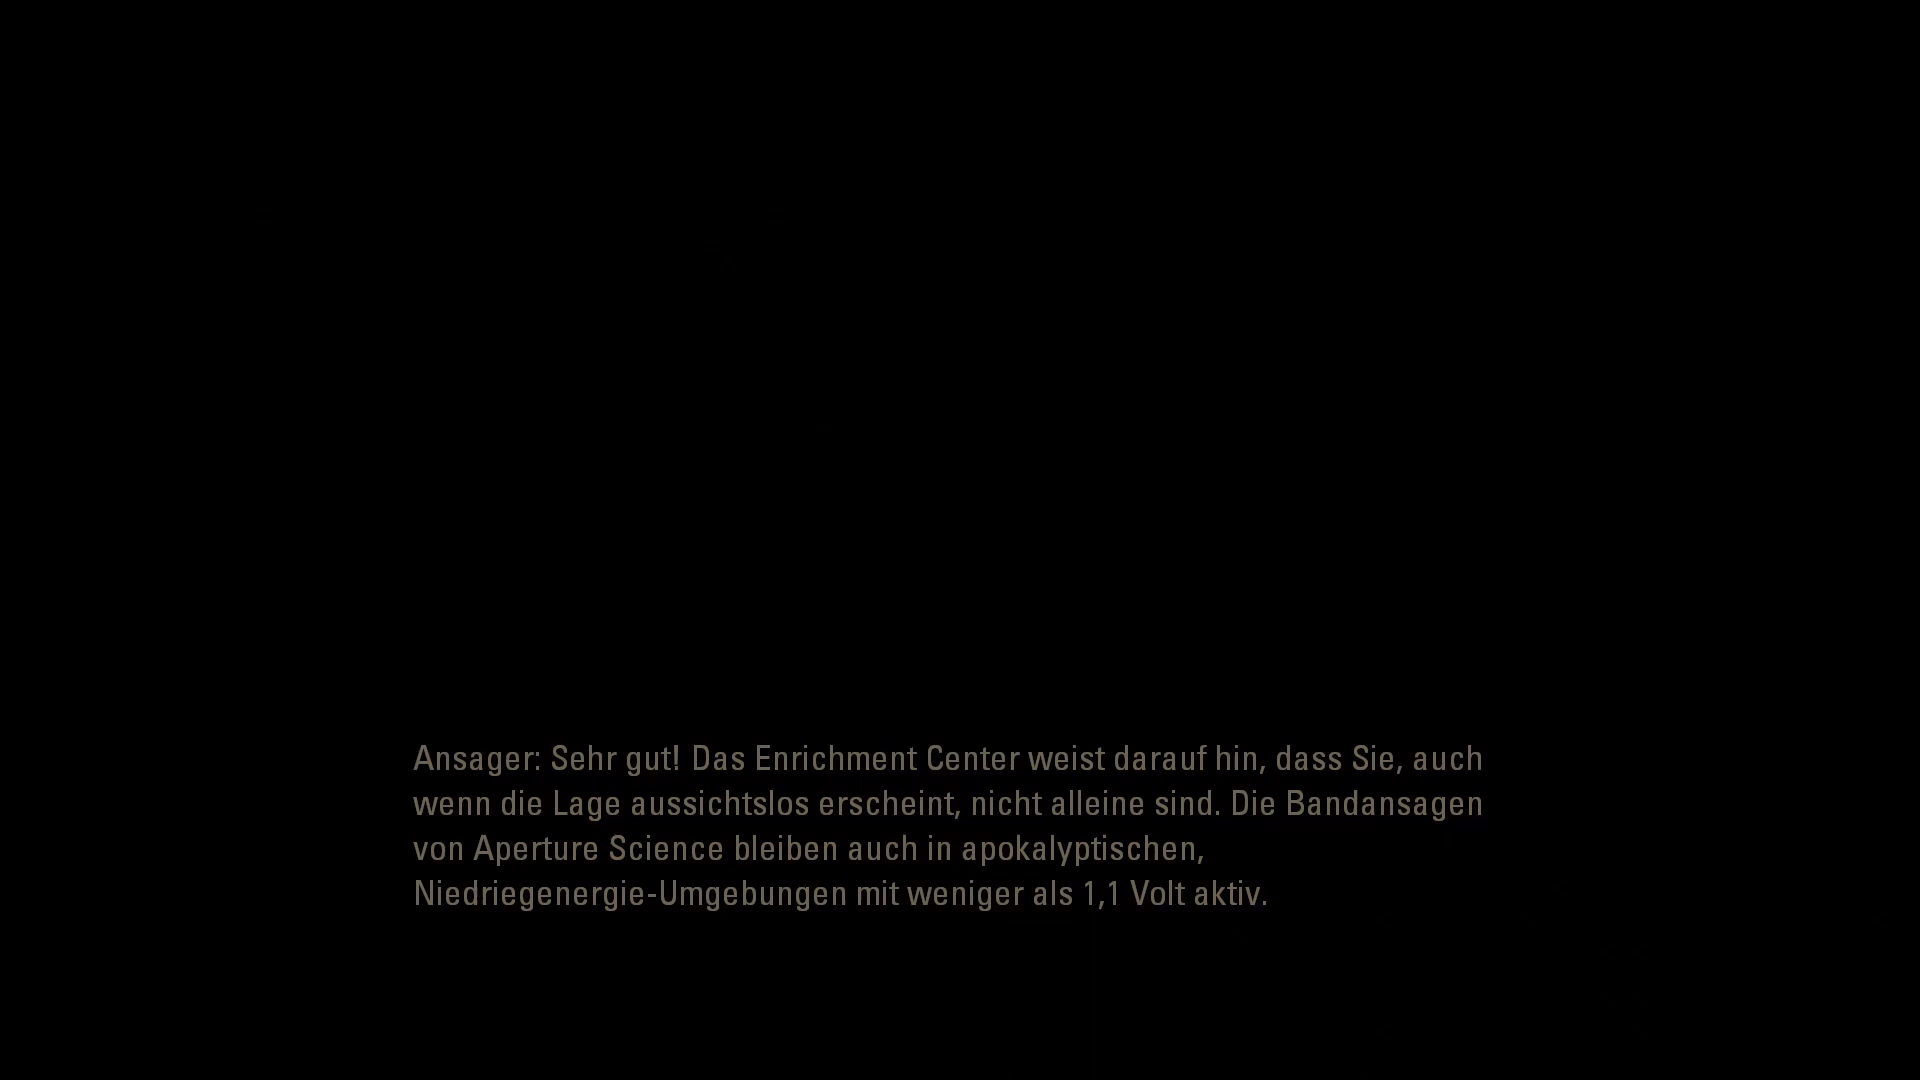 Ansager: Sehr gut! Das Enrichment Center weist darauf hin, dass Sie, auch
wenn die Lage aussichtslos erscheint, nicht alleine sind. Die Bandansagen
von Aperture Science bleiben auch in apokalyptischen,
Niedriegenergie-Umgebungen mit weniger als 1,1 Volt aktiv.